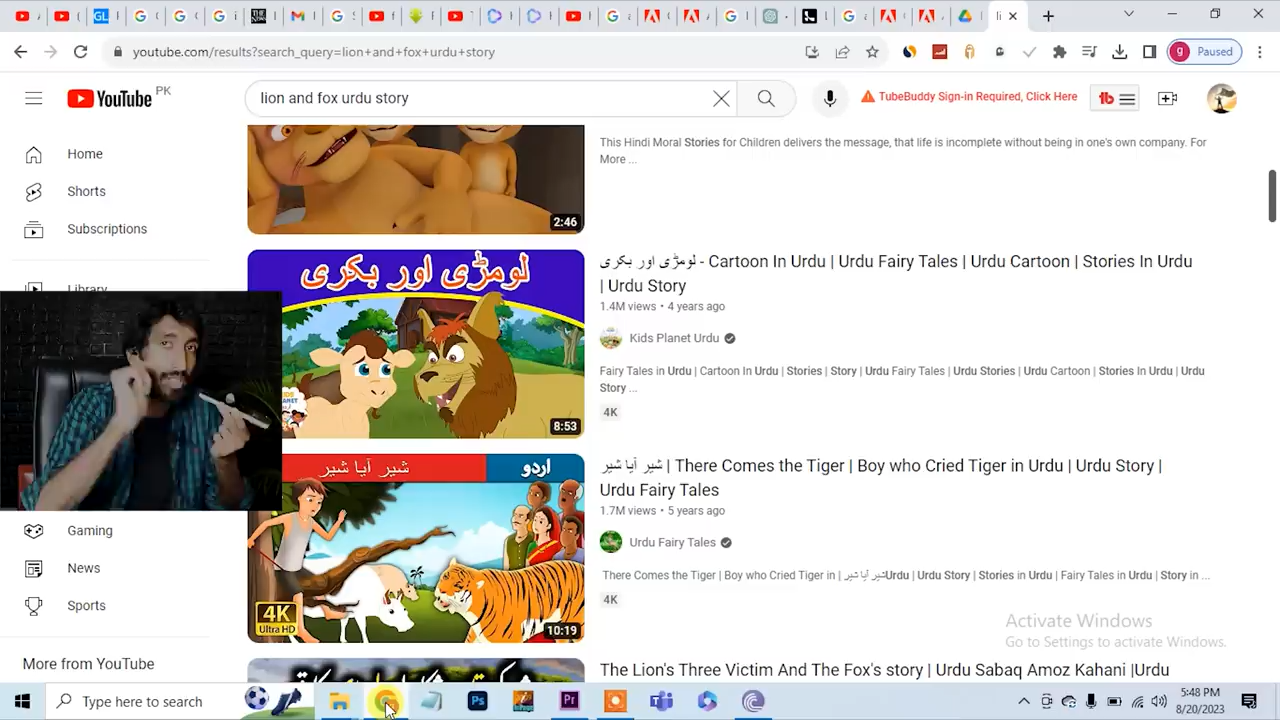 GL
THE NEWS
li
youtube.com/results?search_query=lion+and+fox+urdu+story
g Paused
YouTube PK
lion and fox urdu story
TubeBuddy Sign-in Required, Click Here
tb
Home
Shorts
Subscriptions
Library
Gaming
News
Sports
More from YouTube
2:46
This Hindi Moral Stories for Children delivers the message, that life is incomplete without being in one's own company. For
More ...
لومڑی اور بکری
8:53
لومڑی اور بکری - Cartoon In Urdu | Urdu Fairy Tales | Urdu Cartoon | Stories In Urdu
| Urdu Story
1.4M views • 4 years ago
Kids Planet Urdu
Fairy Tales in Urdu | Cartoon In Urdu | Stories | Story | Urdu Fairy Tales | Urdu Stories | Urdu Cartoon | Stories In Urdu | Urdu
Story ...
4K
شیر آیا شیر
اردو
4K
Ultra HD
10:19
شیر آیا شیر | There Comes the Tiger | Boy who Cried Tiger in Urdu | Urdu Story |
Urdu Fairy Tales
1.7M views • 5 years ago
Urdu Fairy Tales
There Comes the Tiger | Boy who Cried Tiger in | شیر آیا شیرUrdu | Urdu Story | Stories in Urdu | Fairy Tales in Urdu | Story in ...
4K
The Lion's Three Victim And The Fox's story | Urdu Sabaq Amoz Kahani |Urdu
Activate Windows
Go to Settings to activate Windows.
Type here to search
Ps
Pr
5:48 PM
8/20/2023